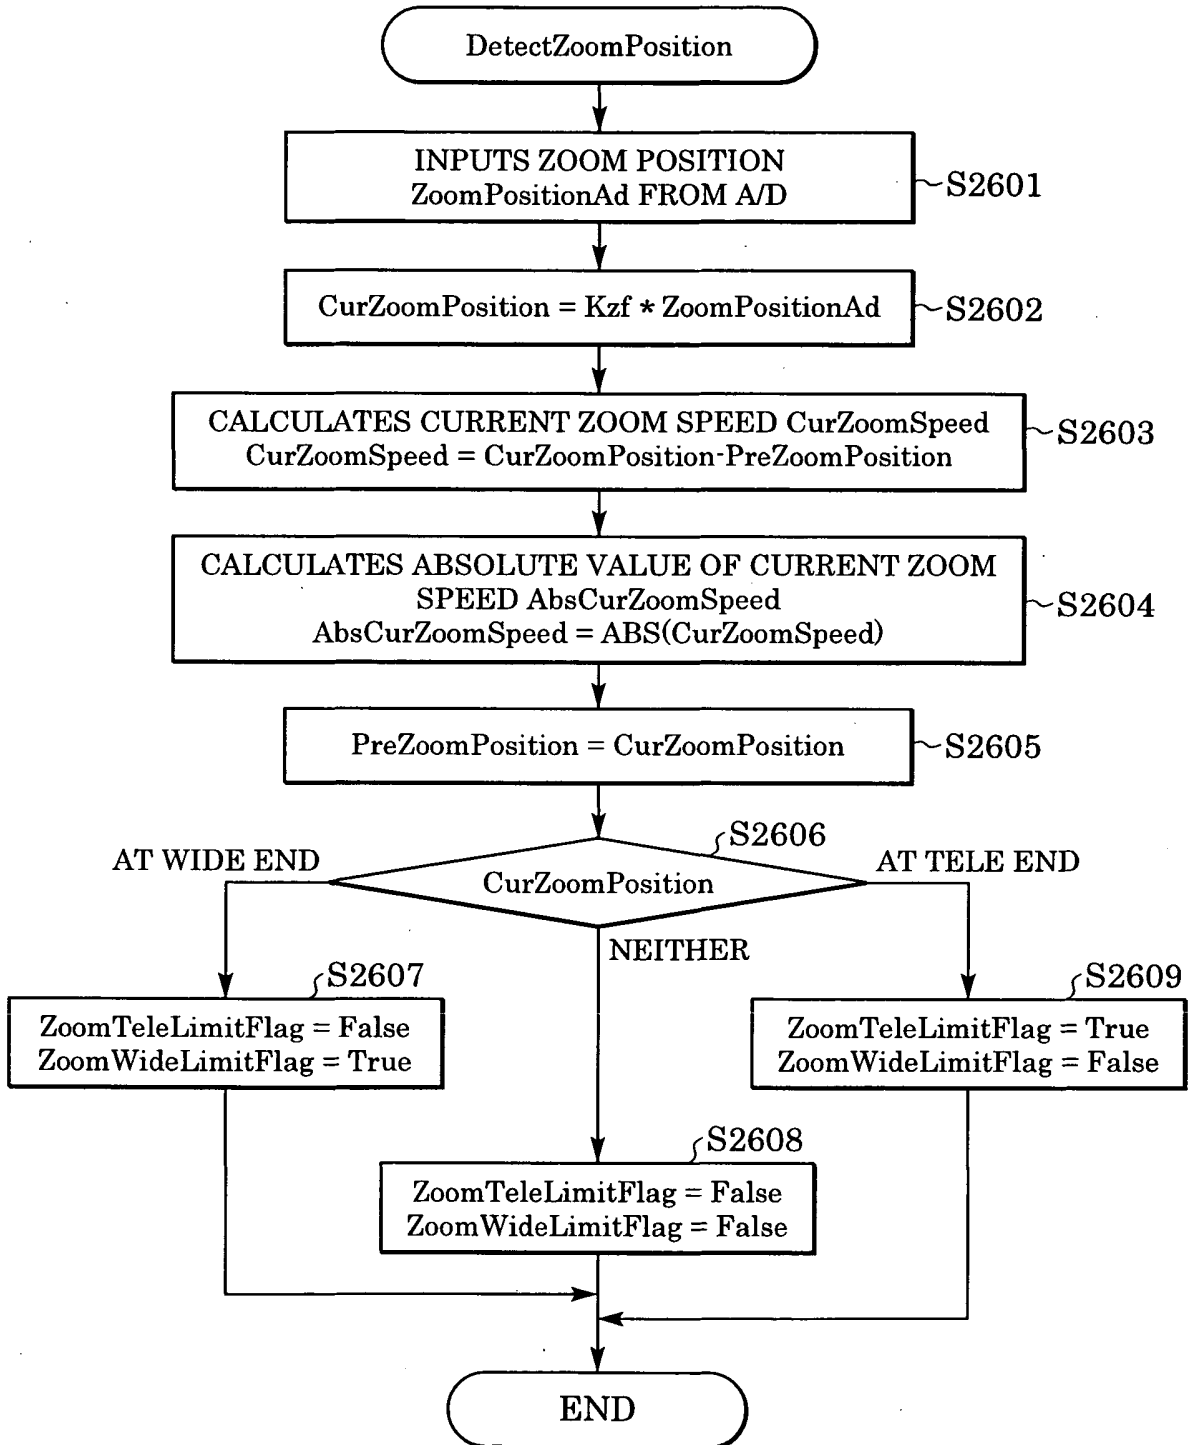 DetectZoomPosition
INPUTS ZOOM POSITION
ZoomPositionAd FROM A/D
S2601
CurZoomPosition = Kzf * ZoomPositionAd
S2602
CALCULATES CURRENT ZOOM SPEED CurZoomSpeed
CurZoomSpeed = CurZoomPosition-PreZoomPosition
S2603
CALCULATES ABSOLUTE VALUE OF CURRENT ZOOM
SPEED AbsCurZoomSpeed
AbsCurZoomSpeed = ABS(CurZoomSpeed)
S2604
PreZoomPosition = CurZoomPosition
S2605
S2606
AT WIDE END
CurZoomPosition
AT TELE END
NEITHER
S2607
ZoomTeleLimitFlag = False
ZoomWideLimitFlag = True
S2609
ZoomTeleLimitFlag = True
ZoomWideLimitFlag = False
S2608
ZoomTeleLimitFlag = False
ZoomWideLimitFlag = False
END